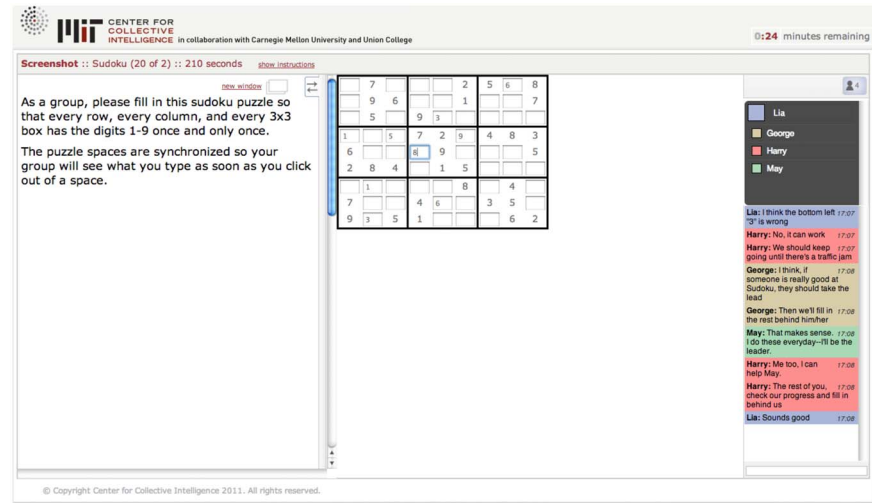 MIT CENTER FOR
COLLECTIVE
INTELLIGENCE in collaboration with Carnegie Mellon University and Union College
0:24 minutes remaining
Screenshot :: Sudoku (20 of 2) :: 210 seconds show instructions
new window
4
As a group, please fill in this sudoku puzzle so
that every row, every column, and every 3x3
box has the digits 1-9 once and only once.
The puzzle spaces are synchronized so your
group will see what you type as soon as you click
out of a space.
7 2 5 6 8
9 6 1 7
5 9 3
1 5 7 2 9 4 8 3
6 8 9 5
2 8 4 1 5
1 8 4
7 4 6 3 5
9 3 5 1 6 2
Lia
George
Harry
May
Lia: I think the bottom left 17:07
"3" is wrong
Harry: No, it can work 17:07
Harry: We should keep 17:07
going until there's a traffic jam
George: I think, if 17:08
someone is really good at
Sudoku, they should take the
lead
George: Then we'll fill in 17:08
the rest behind him/her
May: That makes sense. 17:08
I do these everyday--I'll be the
leader.
Harry: Me too, I can 17:08
help May.
Harry: The rest of you, 17:08
check our progress and fill in
behind us
Lia: Sounds good 17:08
© Copyright Center for Collective Intelligence 2011. All rights reserved.